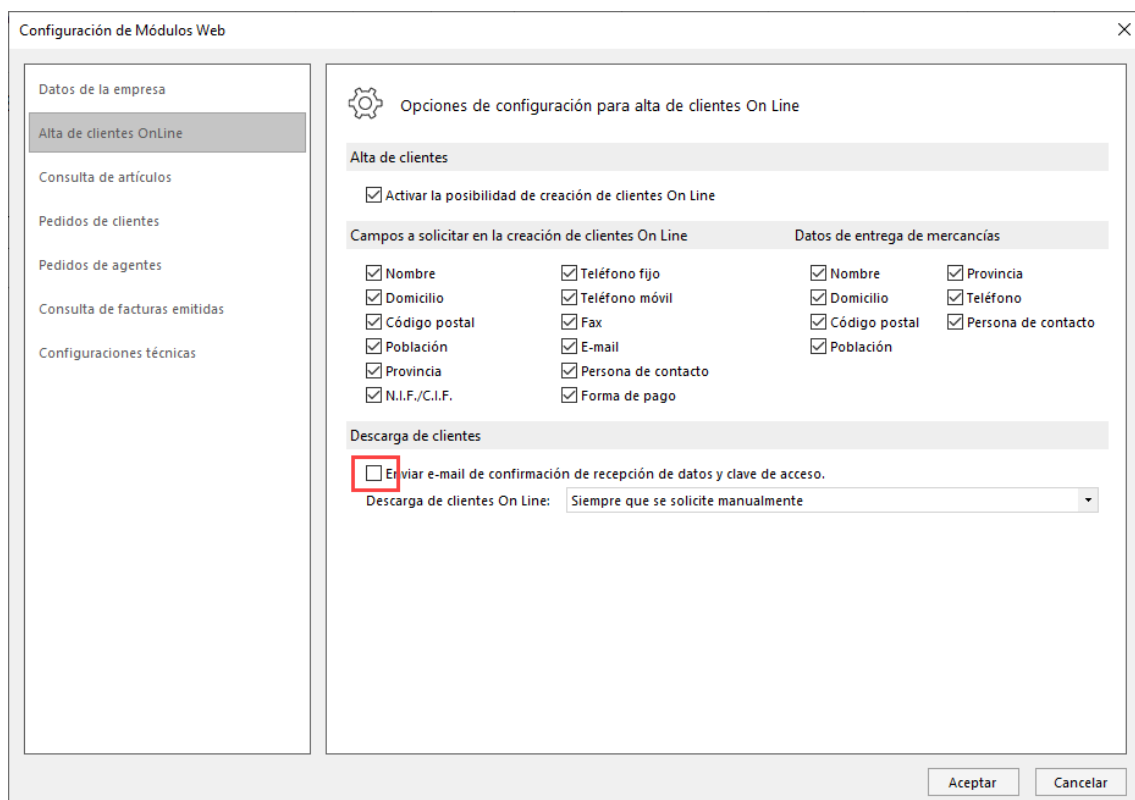 Configuración de Módulos Web
Datos de la empresa
Alta de clientes OnLine
Consulta de artículos
Pedidos de clientes
Pedidos de agentes
Consulta de facturas emitidas
Configuraciones técnicas
Opciones de configuración para alta de clientes On Line
Alta de clientes
Activar la posibilidad de creación de clientes On Line
Campos a solicitar en la creación de clientes On Line
Nombre
Domicilio
Código postal
Población
Provincia
N.I.F./C.I.F.
Teléfono fijo
Teléfono móvil
Fax
E-mail
Persona de contacto
Forma de pago
Datos de entrega de mercancías
Nombre
Domicilio
Código postal
Población
Provincia
Teléfono
Persona de contacto
Descarga de clientes
Enviar e-mail de confirmación de recepción de datos y clave de acceso.
Descarga de clientes On Line: Siempre que se solicite manualmente
Aceptar Cancelar